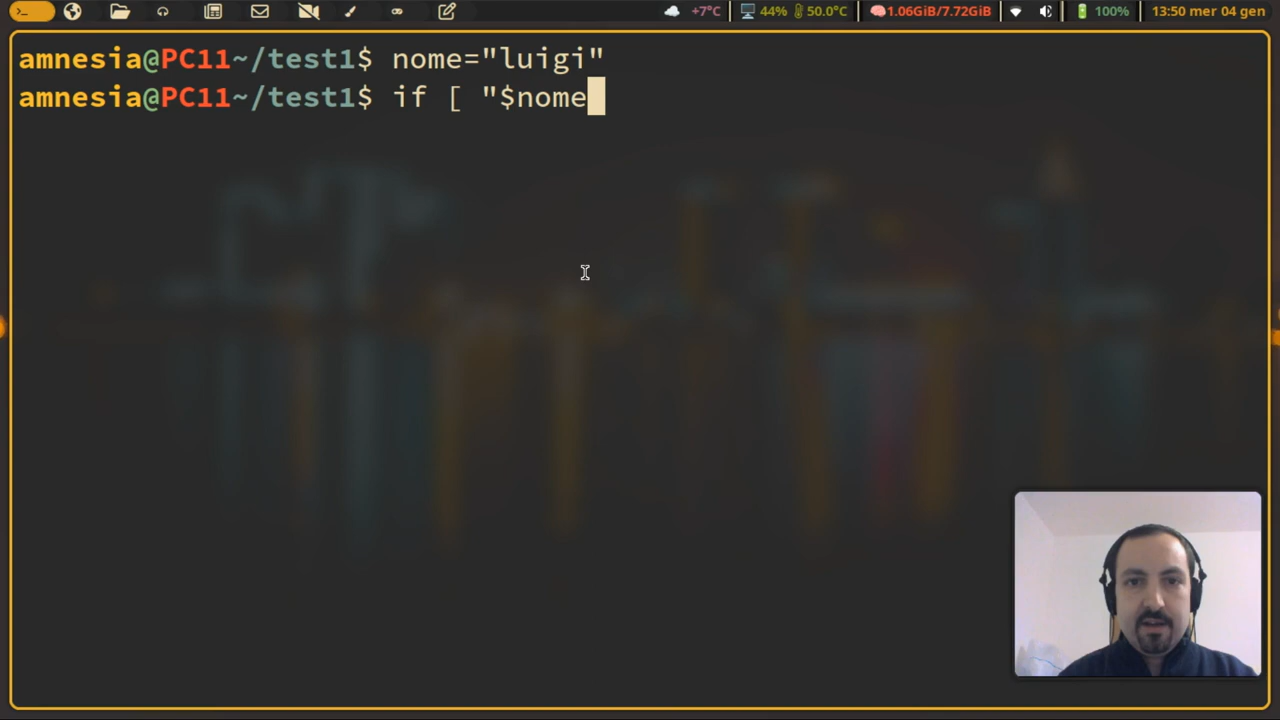 +7°C 44% 50.0°C 1.06GiB/7.72GiB 100% 13:50 mer 04 gen
amnesia@PC11~/test1$ nome="luigi"
amnesia@PC11~/test1$ if [ "$nome